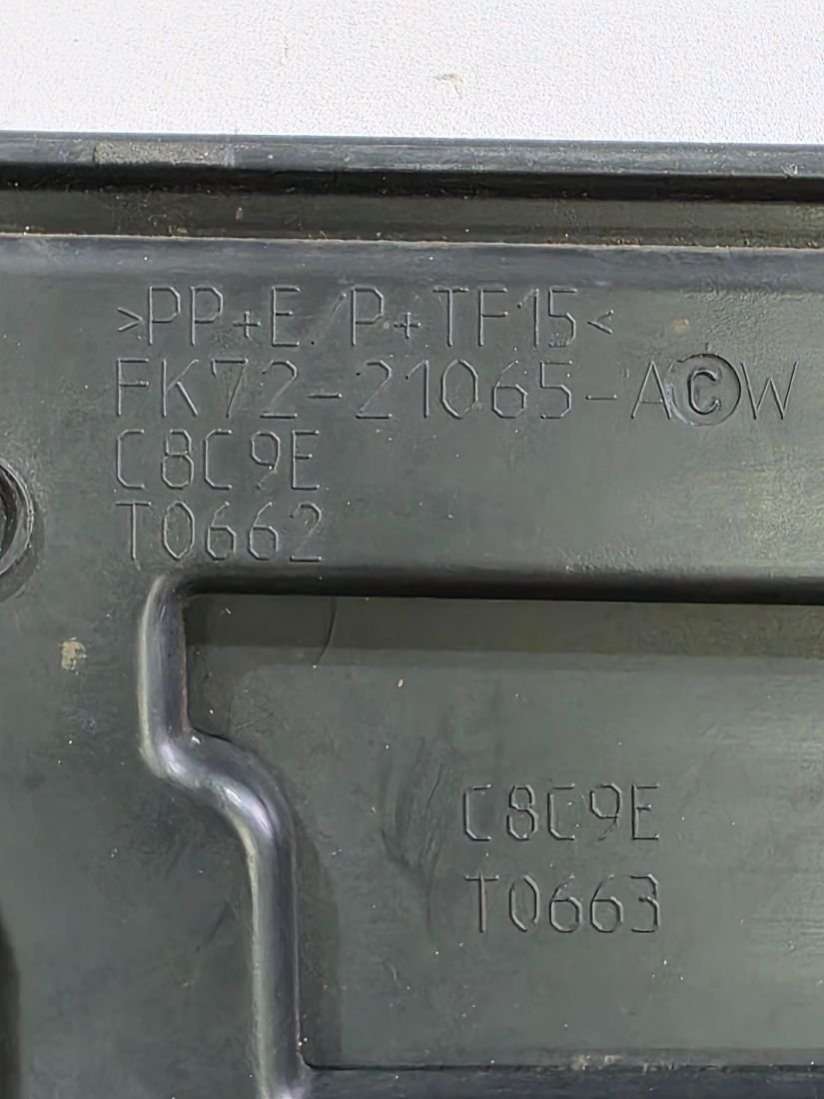 >PP+E/P+TF15<
FK72-21065-AⒸW
C8C9E
T0662
C8C9E
T0663